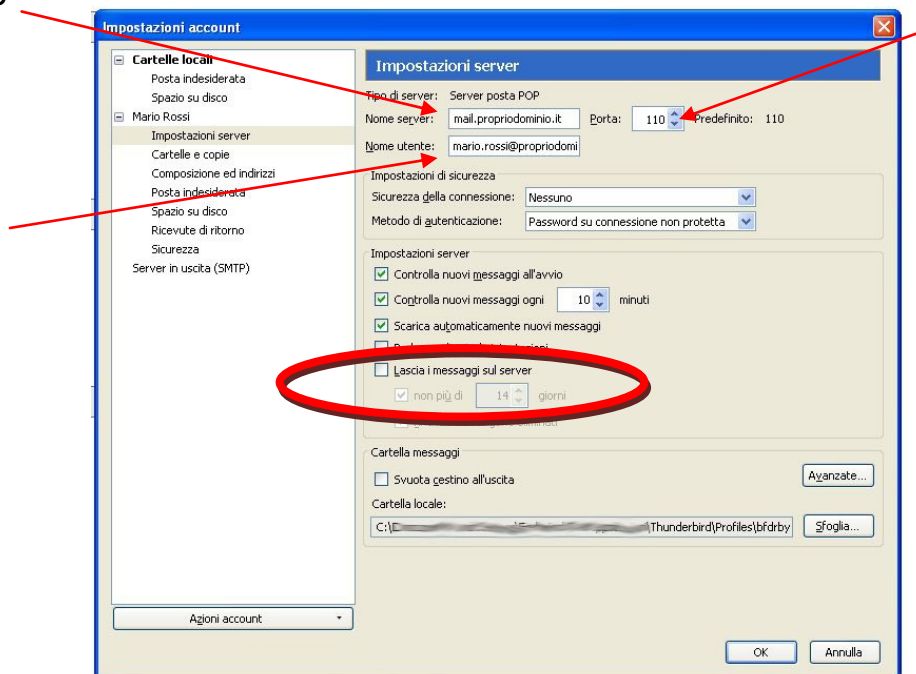 Impostazioni account
Cartelle locali
Posta indesiderata
Spazio su disco
Mario Rossi
Impostazioni server
Cartelle e copie
Composizione ed indirizzi
Posta indesiderata
Spazio su disco
Ricevute di ritorno
Sicurezza
Server in uscita (SMTP)
Azioni account
Impostazioni server
Tipo di server: Server posta POP
Nome server: mail.propriodominio.it Porta: 110 Predefinito: 110
Nome utente: mario.rossi@propriodomi
Impostazioni di sicurezza
Sicurezza della connessione: Nessuno
Metodo di autenticazione: Password su connessione non protetta
Impostazioni server
Controlla nuovi messaggi all'avvio
Controlla nuovi messaggi ogni 10 minuti
Scarica automaticamente nuovi messaggi
Lascia i messaggi sul server
non più di 14 giorni
Cartella messaggi
Svuota cestino all'uscita
Avanzate...
Cartella locale:
C:\ \Thunderbird\Profiles\bfdrby Sfoglia...
OK Annulla